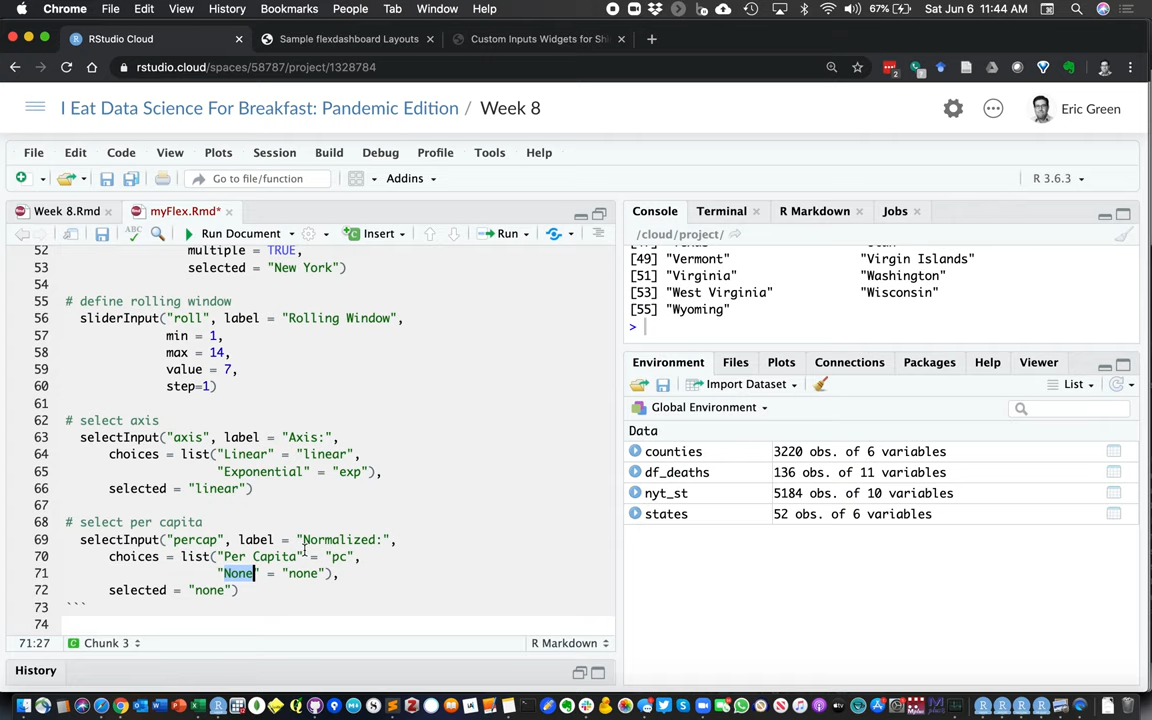 Chrome File Edit View History Bookmarks People Tab Window Help 67% Sat Jun 6 11:44 AM
RStudio Cloud × Sample flexdashboard Layouts × Custom Inputs Widgets for Shi × +
rstudio.cloud/spaces/58787/project/1328784
I Eat Data Science For Breakfast: Pandemic Edition / Week 8 Eric Green
File Edit Code View Plots Session Build Debug Profile Tools Help
Go to file/function Addins R 3.6.3
Week 8.Rmd × myFlex.Rmd* ×
Run Document Insert Run
52 multiple = TRUE,
53 selected = "New York")
54
55 # define rolling window
56 sliderInput("roll", label = "Rolling Window",
57 min = 1,
58 max = 14,
59 value = 7,
60 step=1)
61
62 # select axis
63 selectInput("axis", label = "Axis:",
64 choices = list("Linear" = "linear",
65 "Exponential" = "exp"),
66 selected = "linear")
67
68 # select per capita
69 selectInput("percap", label = "Normalized:",
70 choices = list("Per Capita" = "pc",
71 "None" = "none"),
72 selected = "none")
73 ```
74
71:27 Chunk 3 R Markdown
History
Console Terminal × R Markdown × Jobs ×
/cloud/project/
[49] "Vermont" "Virgin Islands"
[51] "Virginia" "Washington"
[53] "West Virginia" "Wisconsin"
[55] "Wyoming"
>
Environment Files Plots Connections Packages Help Viewer
Import Dataset List
Global Environment
Data
counties 3220 obs. of 6 variables
df_deaths 136 obs. of 11 variables
nyt_st 5184 obs. of 10 variables
states 52 obs. of 6 variables